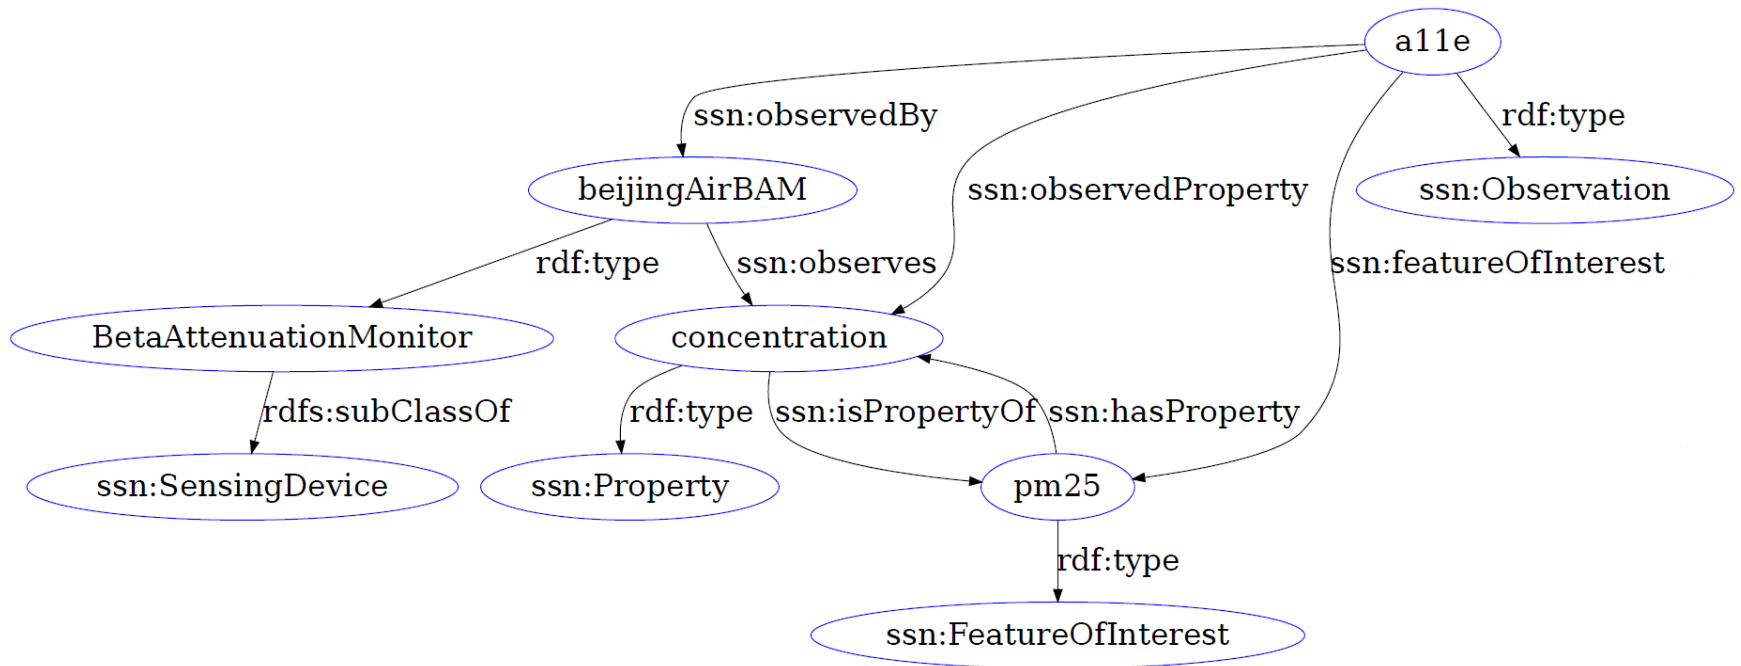 a11e
ssn:observedBy
rdf:type
beijingAirBAM
ssn:observedProperty
ssn:Observation
rdf:type
ssn:observes
ssn:featureOfInterest
BetaAttenuationMonitor
concentration
rdfs:subClassOf
rdf:type
ssn:isPropertyOf
ssn:hasProperty
ssn:SensingDevice
ssn:Property
pm25
rdf:type
ssn:FeatureOfInterest